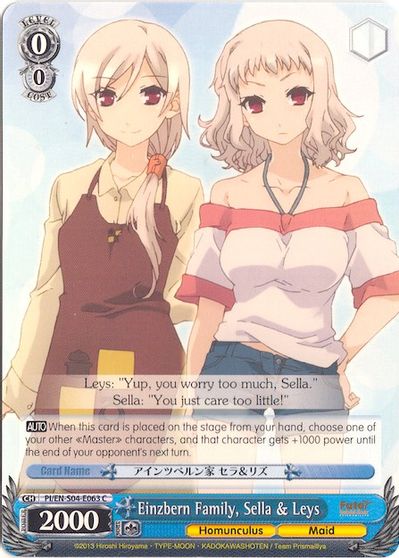 LEVEL
0
0
COST
Leys: "Yup, you worry too much, Sella."
Sella: "You just care too little!"
AUTO When this card is placed on the stage from your hand, choose one of
your other ≪Master≫ characters, and that character gets +1000 power until
the end of your opponent's next turn.
Card Name アインツベルン家 セラ&リズ
CH PI/EN-S04-E063 C
Einzbern Family, Sella & Leys
2000
Homunculus Maid
©2013 Hiroshi Hiroyama・TYPE-MOON・KADOKAWASHOTEN / Team Prismaillya